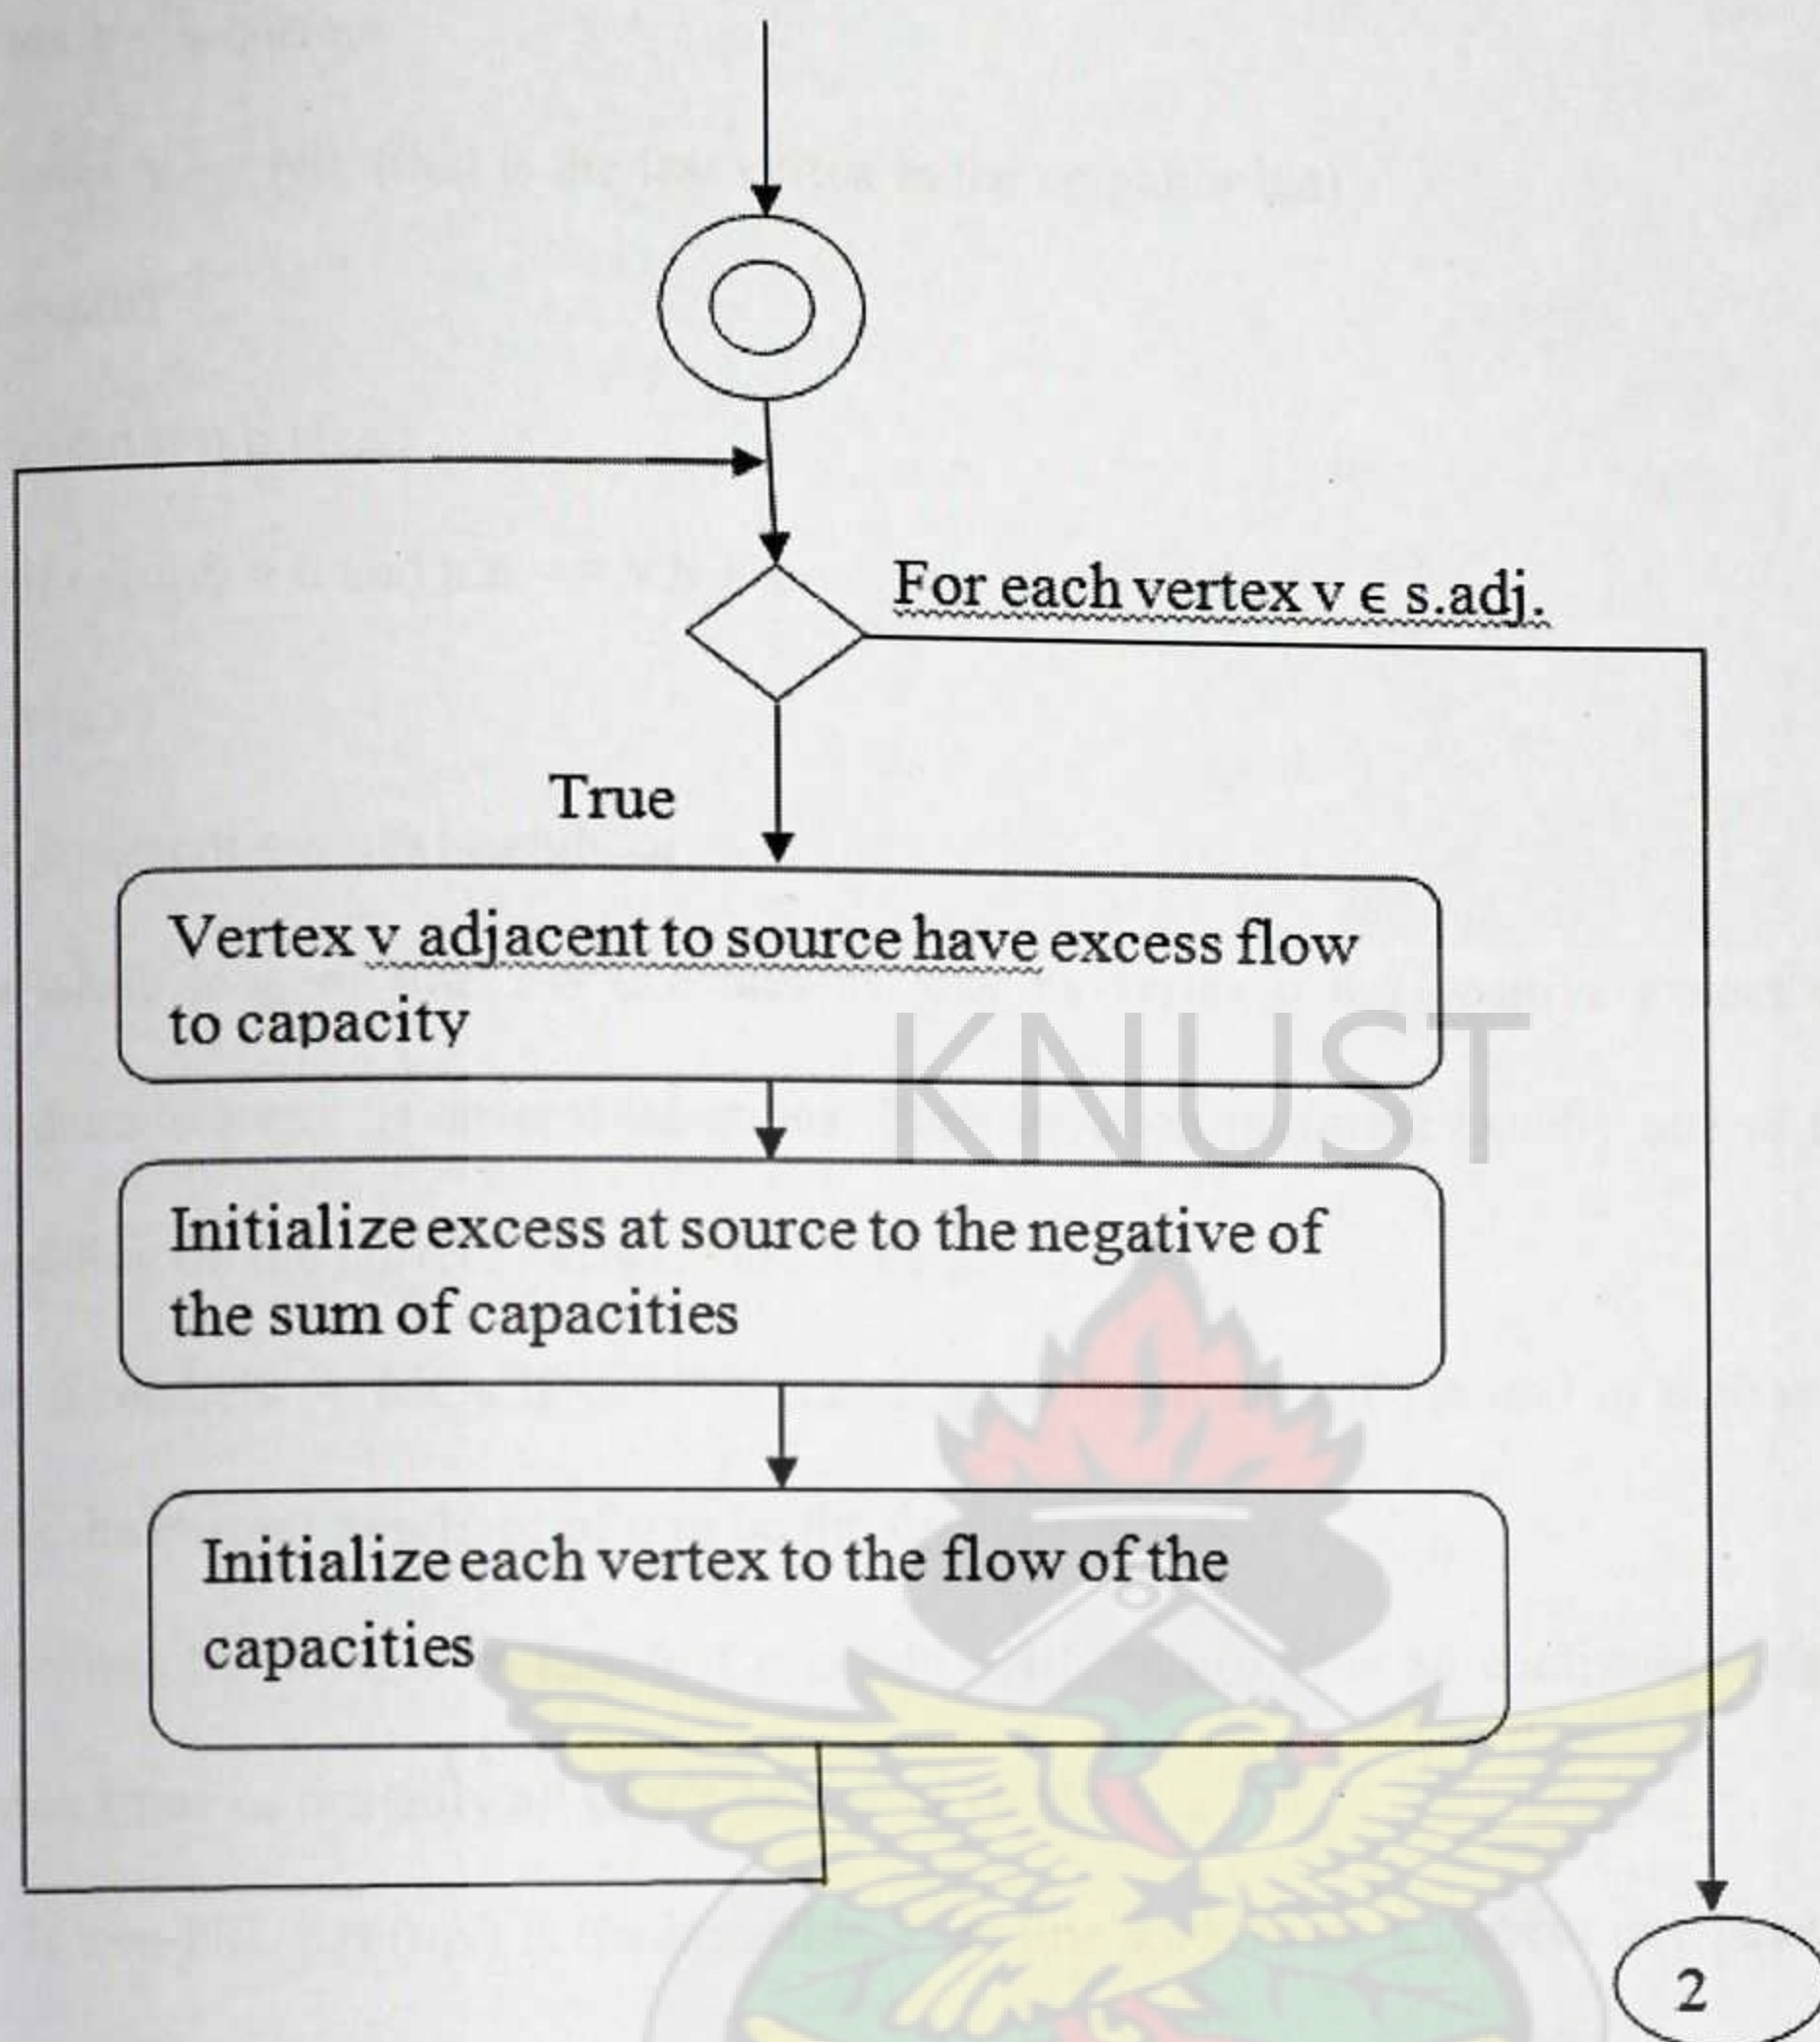 For each vertex v ϵ s.adj.
True
Vertex v adjacent to source have excess flow
to capacity
KNUST
Initialize excess at source to the negative of
the sum of capacities
Initialize each vertex to the flow of the
capacities
2